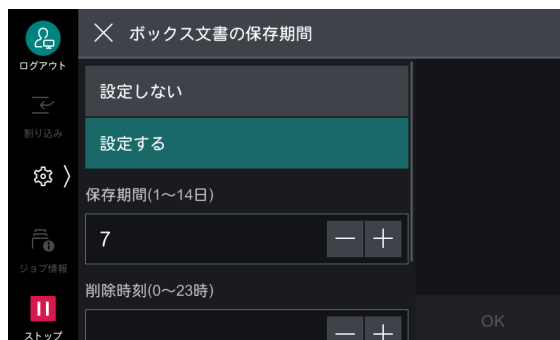 ボックス文書の保存期間
ログアウト
設定しない
割り込み
設定する
保存期間(1～14日)
7
ジョブ情報
削除時刻(0～23時)
OK
ストップ